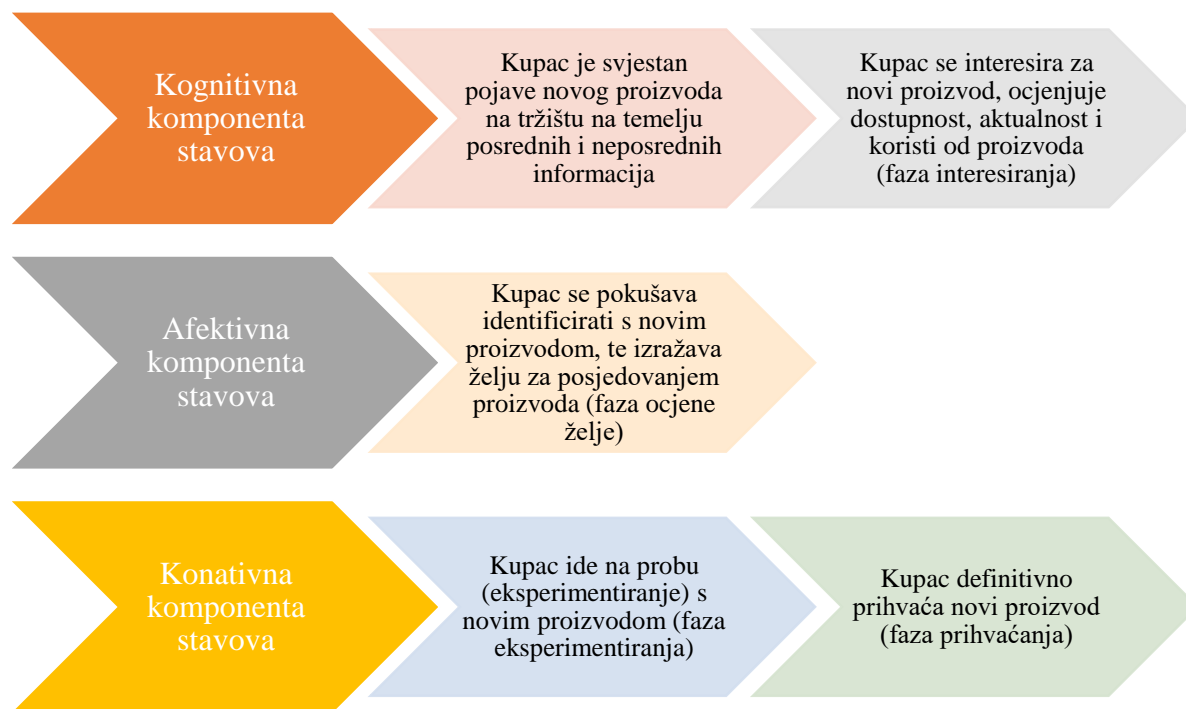 Kognitivna
komponenta
stavova
Kupac je svjestan
pojave novog proizvoda
na tržištu na temelju
posrednih i neposrednih
informacija
Kupac se interesira za
novi proizvod, ocjenjuje
dostupnost, aktualnost i
koristi od proizvoda
(faza interesiranja)
Afektivna
komponenta
stavova
Kupac se pokušava
identificirati s novim
proizvodom, te izražava
želju za posjedovanjem
proizvoda (faza ocjene
želje)
Konativna
komponenta
stavova
Kupac ide na probu
(eksperimentiranje) s
novim proizvodom (faza
eksperimentiranja)
Kupac definitivno
prihvaća novi proizvod
(faza prihvaćanja)